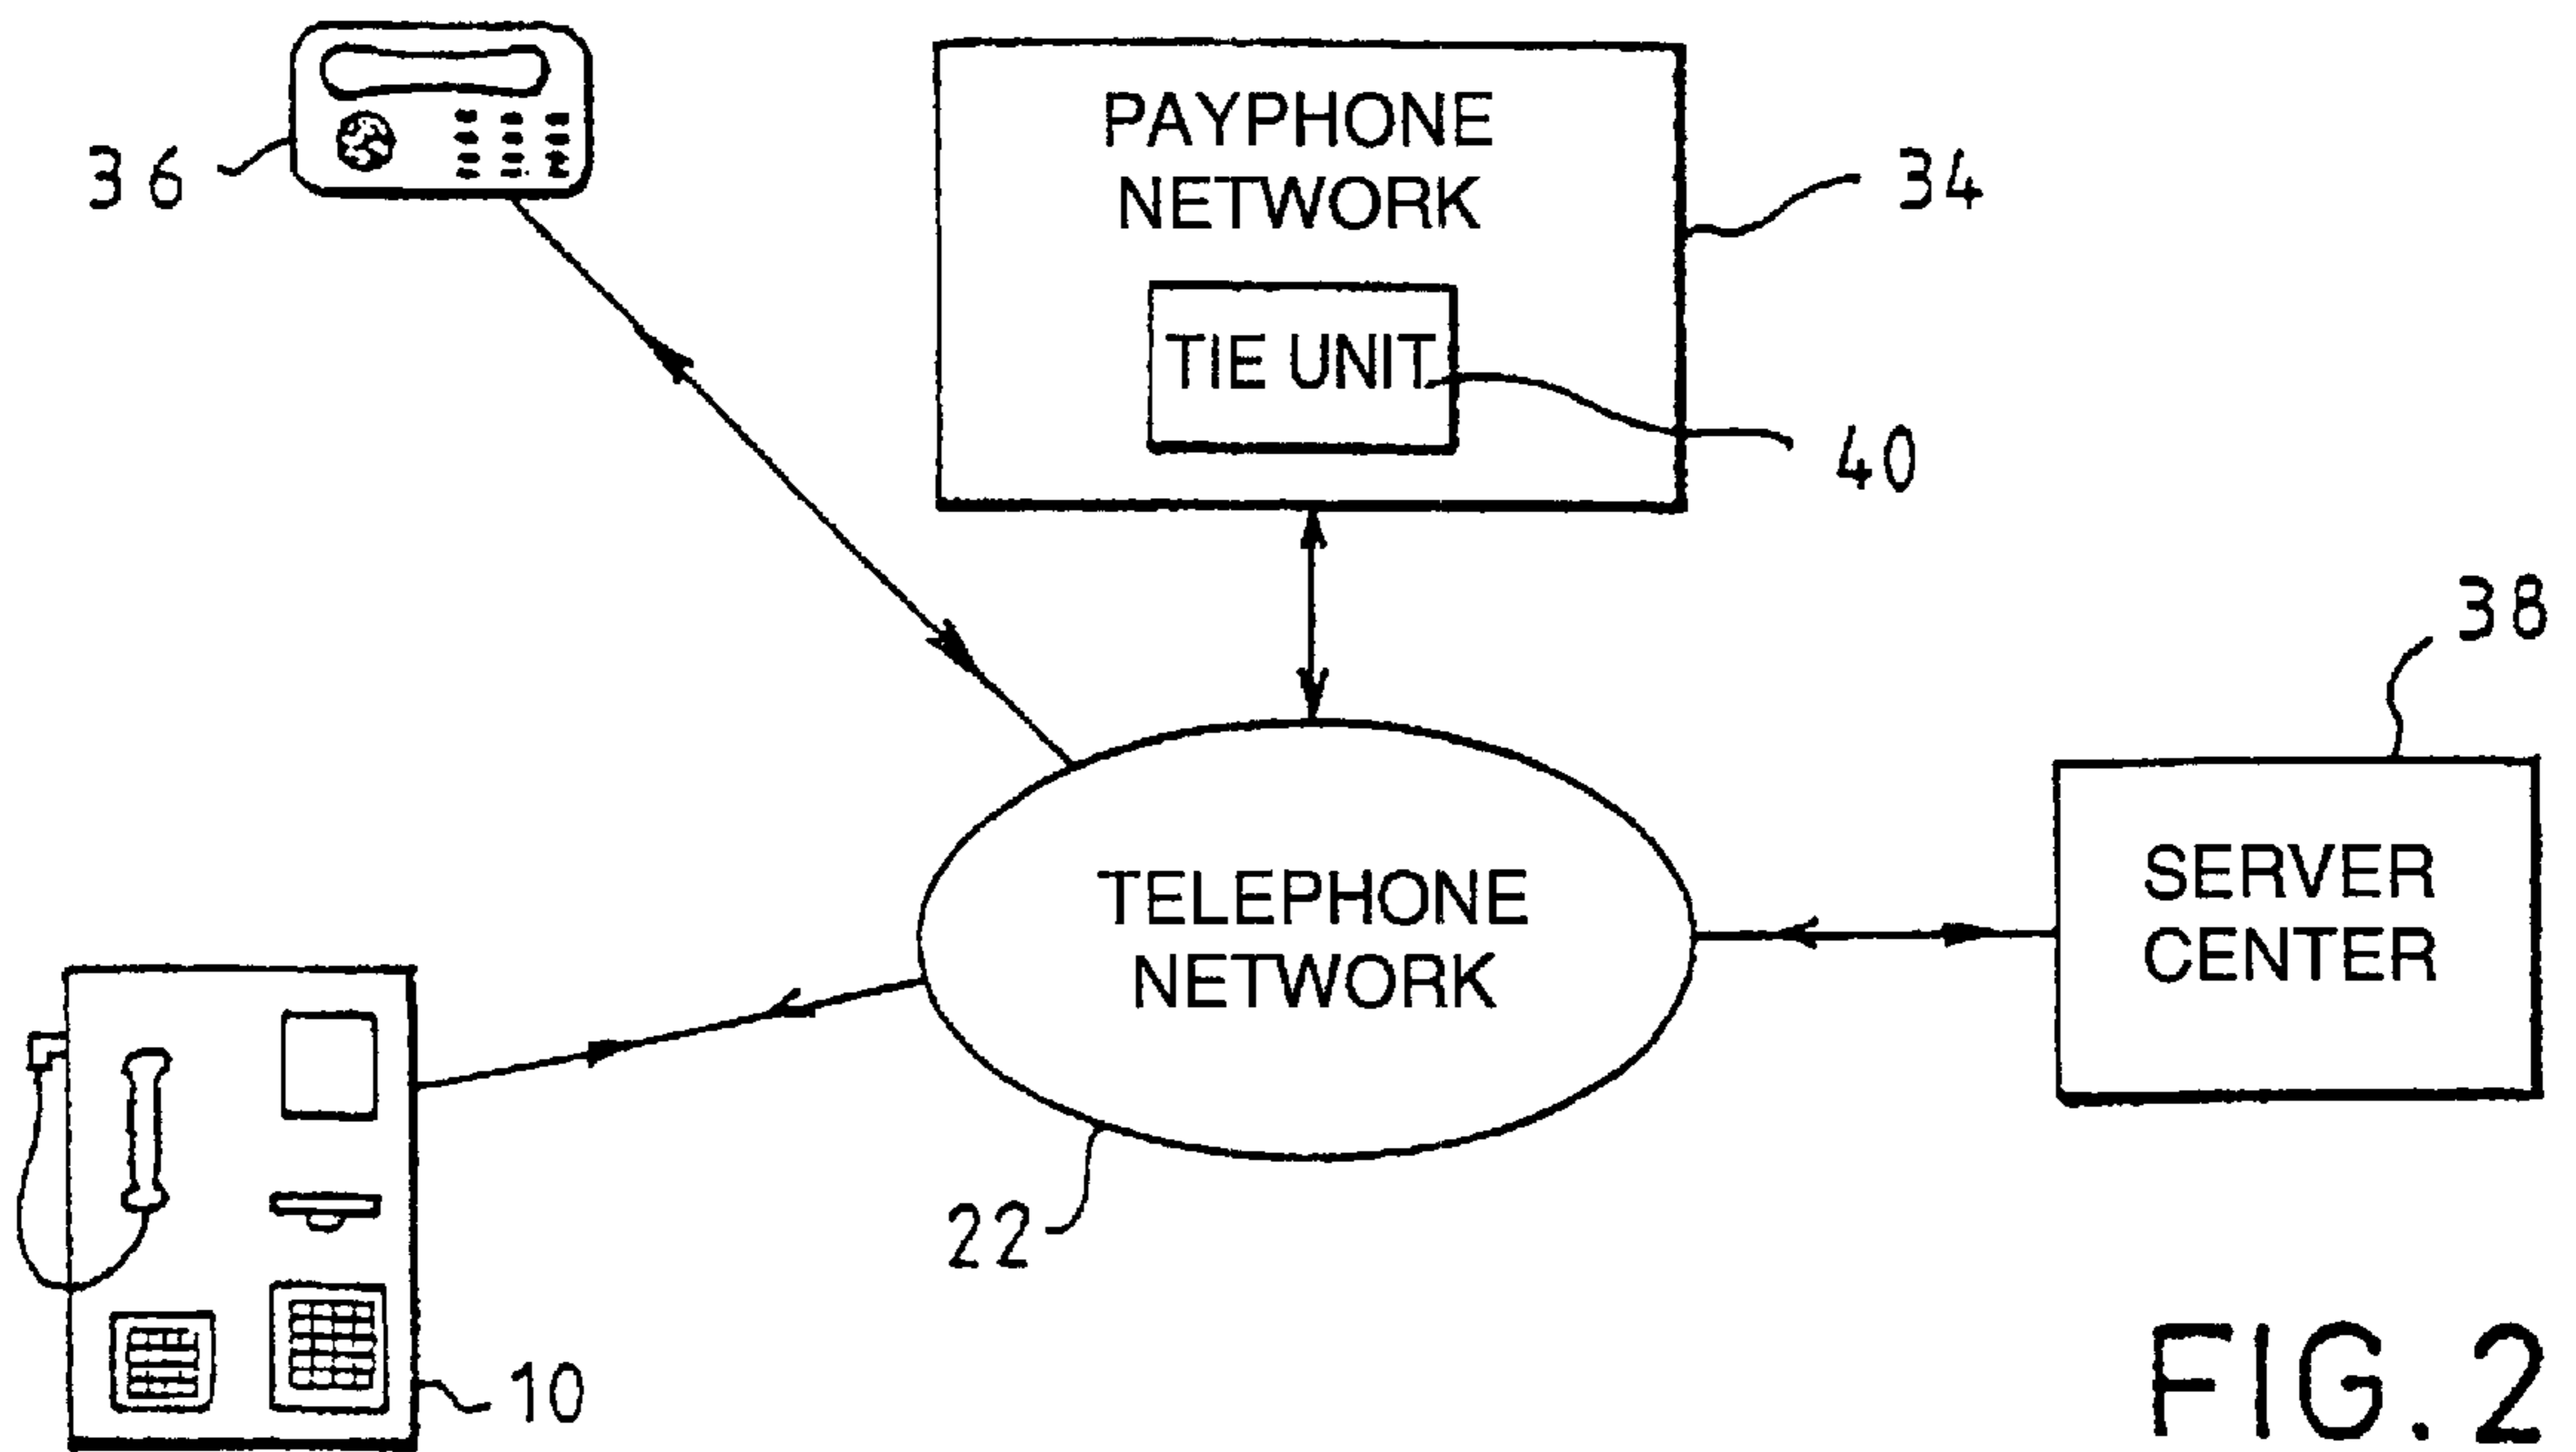 36
PAYPHONE
NETWORK
34
TIE UNIT
40
38
TELEPHONE
NETWORK
SERVER
CENTER
22
10
FIG. 2